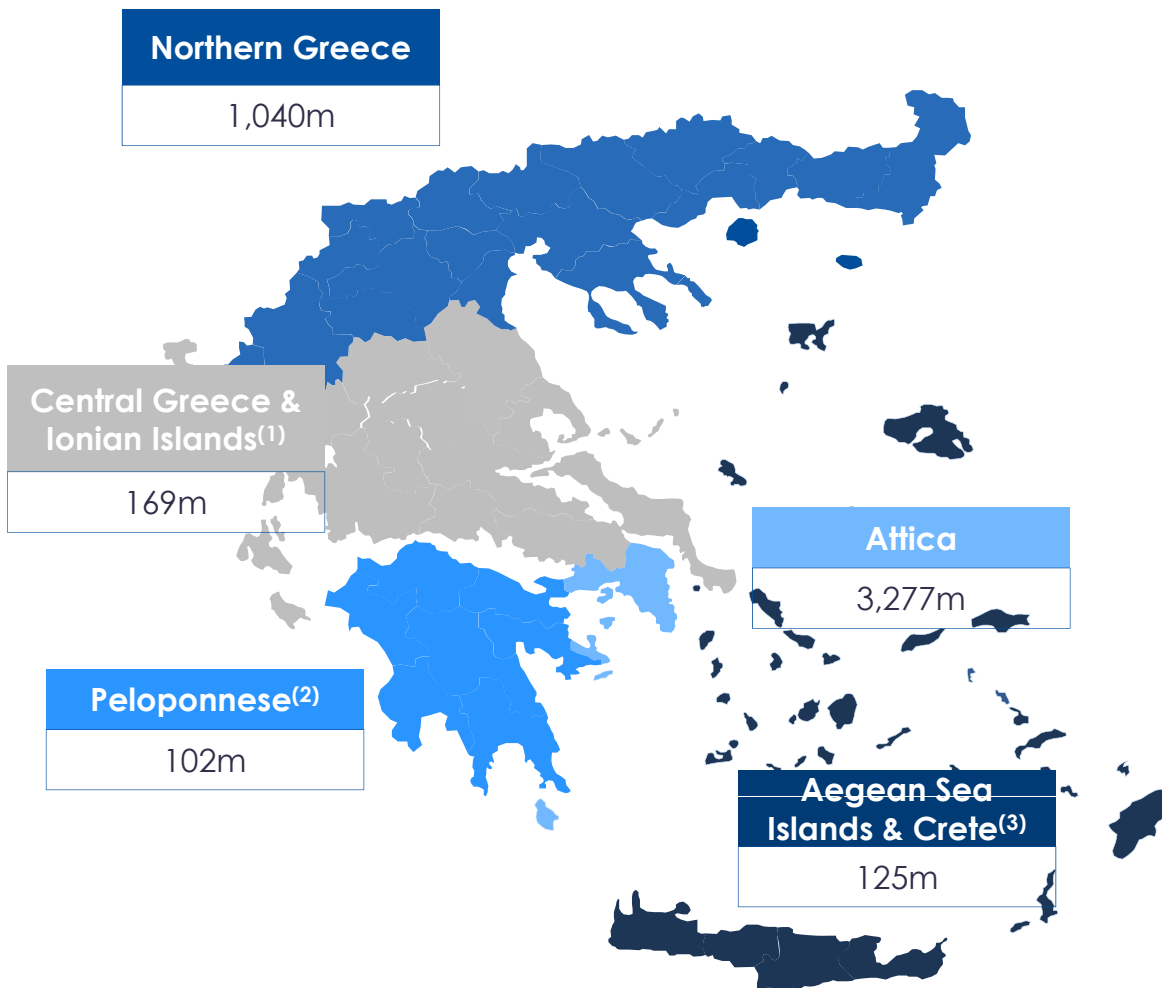 Northern Greece
1,040m
Central Greece &
Ionian Islands(1)
169m
Attica
3,277m
Peloponnese(2)
102m
Aegean Sea
Islands & Crete(3)
125m